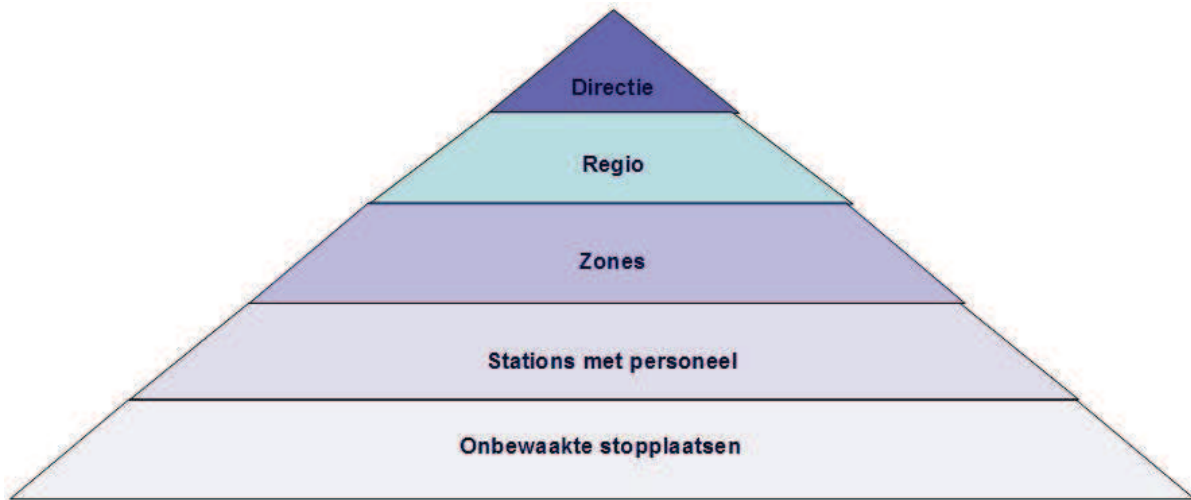 Directie
Regio
Zones
Stations met personeel
Onbewaakte stopplaatsen